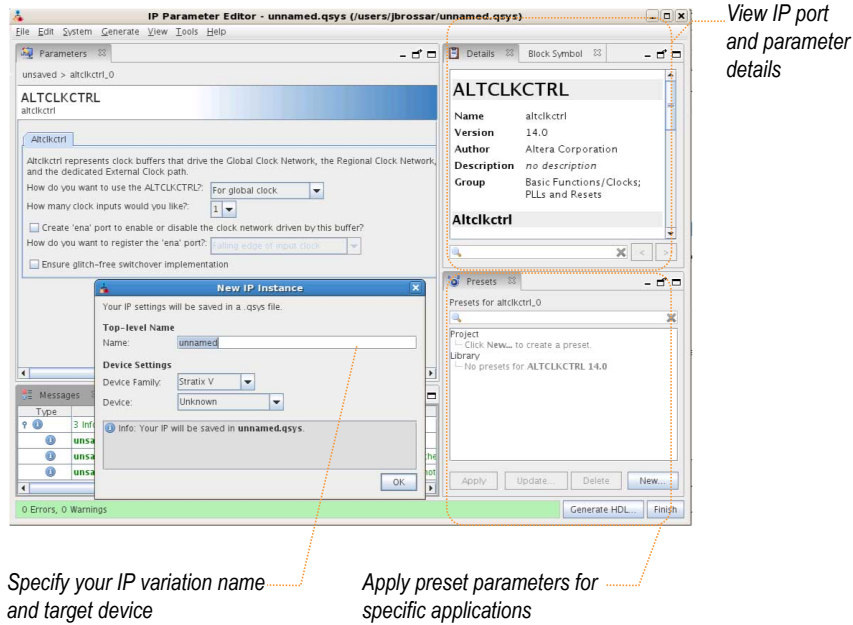 IP Parameter Editor - unnamed.qsys (/users/jbrossar/unnamed.qsys)
File Edit System Generate View Tools Help
Parameters
unsaved > altclkctrl_0
ALTCLKCTRL
altclkctrl
Altclkctrl
Altclkctrl represents clock buffers that drive the Global Clock Network, the Regional Clock Network,
and the dedicated External Clock path.
How do you want to use the ALTCLKCTRL?: For global clock
How many clock inputs would you like?: 1
Create 'ena' port to enable or disable the clock network driven by this buffer?
How do you want to register the 'ena' port?: Falling edge of input clock
Ensure glitch-free switchover implementation
Details Block Symbol
ALTCLKCTRL
Name altclkctrl
Version 14.0
Author Altera Corporation
Description no description
Group Basic Functions/Clocks;
PLLs and Resets
Altclkctrl
< >
View IP port
and parameter
details
New IP Instance
Your IP settings will be saved in a .qsys file.
Top-level Name
Name: unnamed
Device Settings
Device Family: Stratix V
Device: Unknown
Info: Your IP will be saved in unnamed.qsys.
OK
Presets
Presets for altclkctrl_0
Project
Click New... to create a preset.
Library
No presets for ALTCLKCTRL 14.0
Apply Update... Delete New...
Messages
Type
3 Info
unsa
unsa
unsa
0 Errors, 0 Warnings
Generate HDL... Finish
Specify your IP variation name
and target device
Apply preset parameters for
specific applications